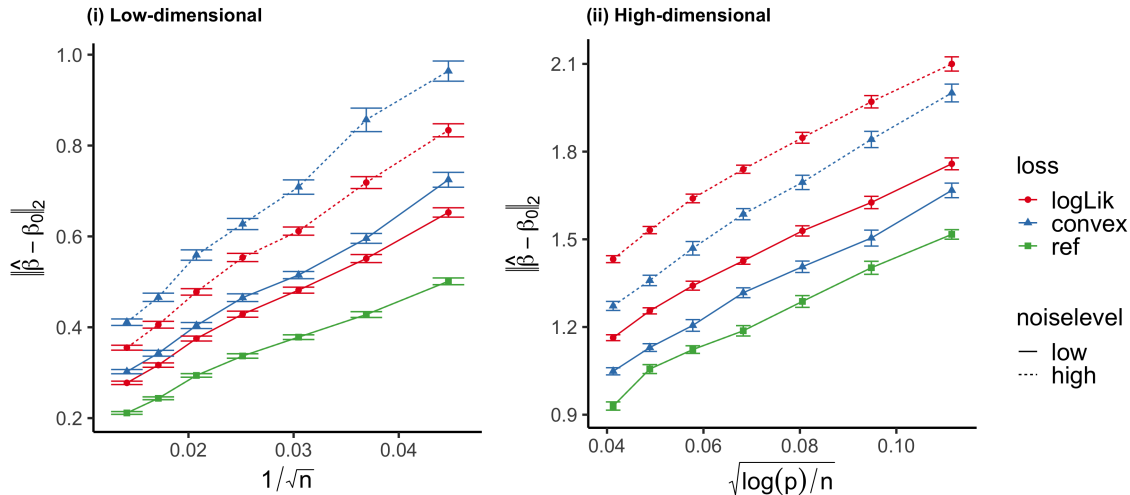 (i) Low-dimensional
1.0
0.8
0.6
0.4
0.2
‖β̂ − β₀‖₂
0.02
0.03
0.04
1/√n
(ii) High-dimensional
2.1
1.8
1.5
1.2
0.9
‖β̂ − β₀‖₂
0.04
0.06
0.08
0.10
√log(p)/n
loss
logLik
convex
ref
noiselevel
low
high